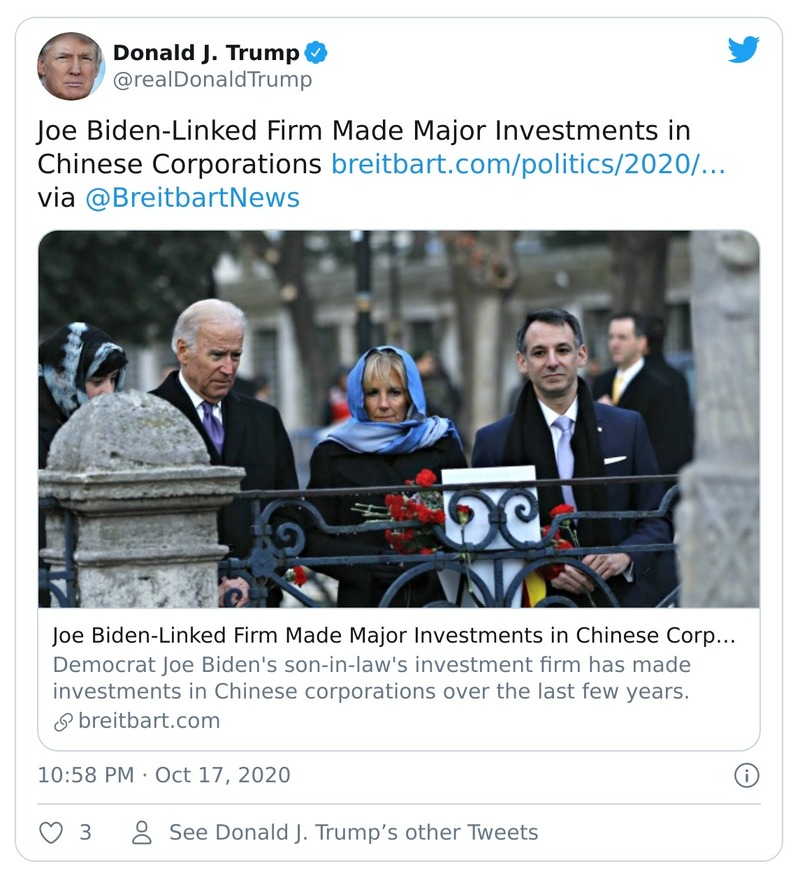 Donald J. Trump
@realDonaldTrump
Joe Biden-Linked Firm Made Major Investments in
Chinese Corporations breitbart.com/politics/2020/…
via @BreitbartNews
Joe Biden-Linked Firm Made Major Investments in Chinese Corp…
Democrat Joe Biden's son-in-law's investment firm has made
investments in Chinese corporations over the last few years.
breitbart.com
10:58 PM · Oct 17, 2020
3 See Donald J. Trump’s other Tweets